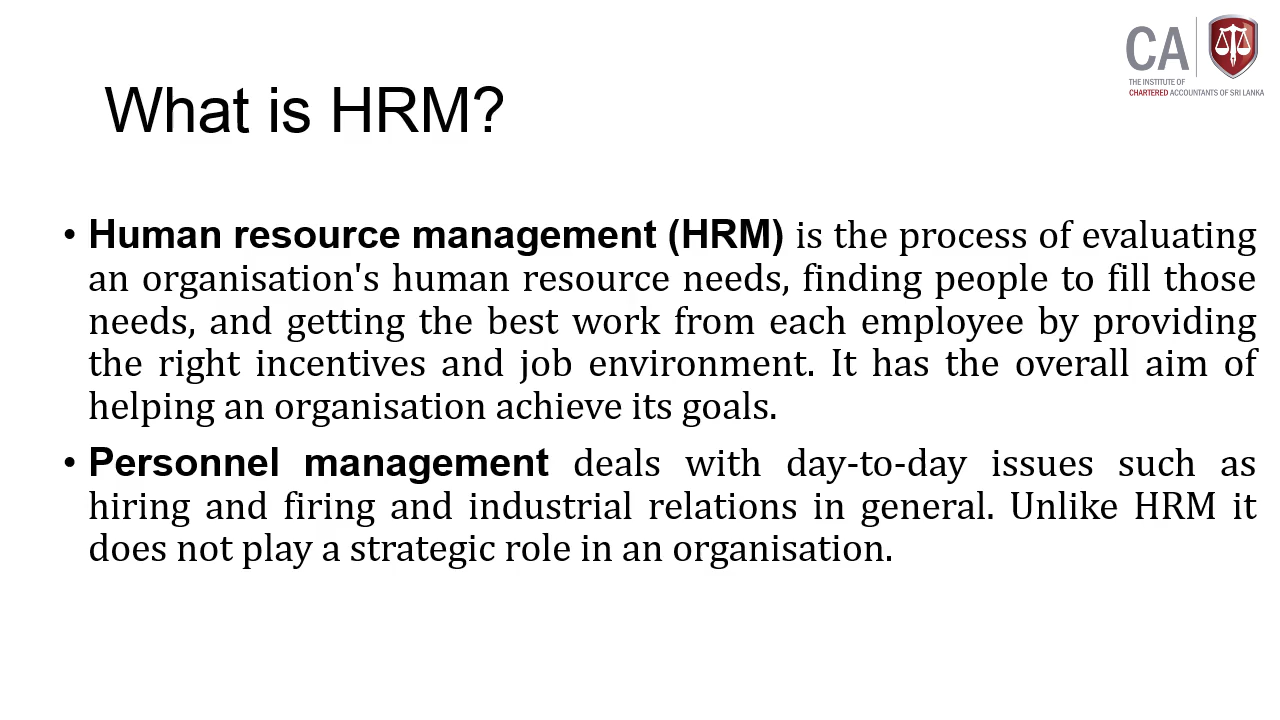 CA
THE INSTITUTE OF
CHARTERED ACCOUNTANTS OF SRI LANKA
What is HRM?
• Human resource management (HRM) is the process of evaluating
an organisation's human resource needs, finding people to fill those
needs, and getting the best work from each employee by providing
the right incentives and job environment. It has the overall aim of
helping an organisation achieve its goals.
• Personnel management deals with day-to-day issues such as
hiring and firing and industrial relations in general. Unlike HRM it
does not play a strategic role in an organisation.